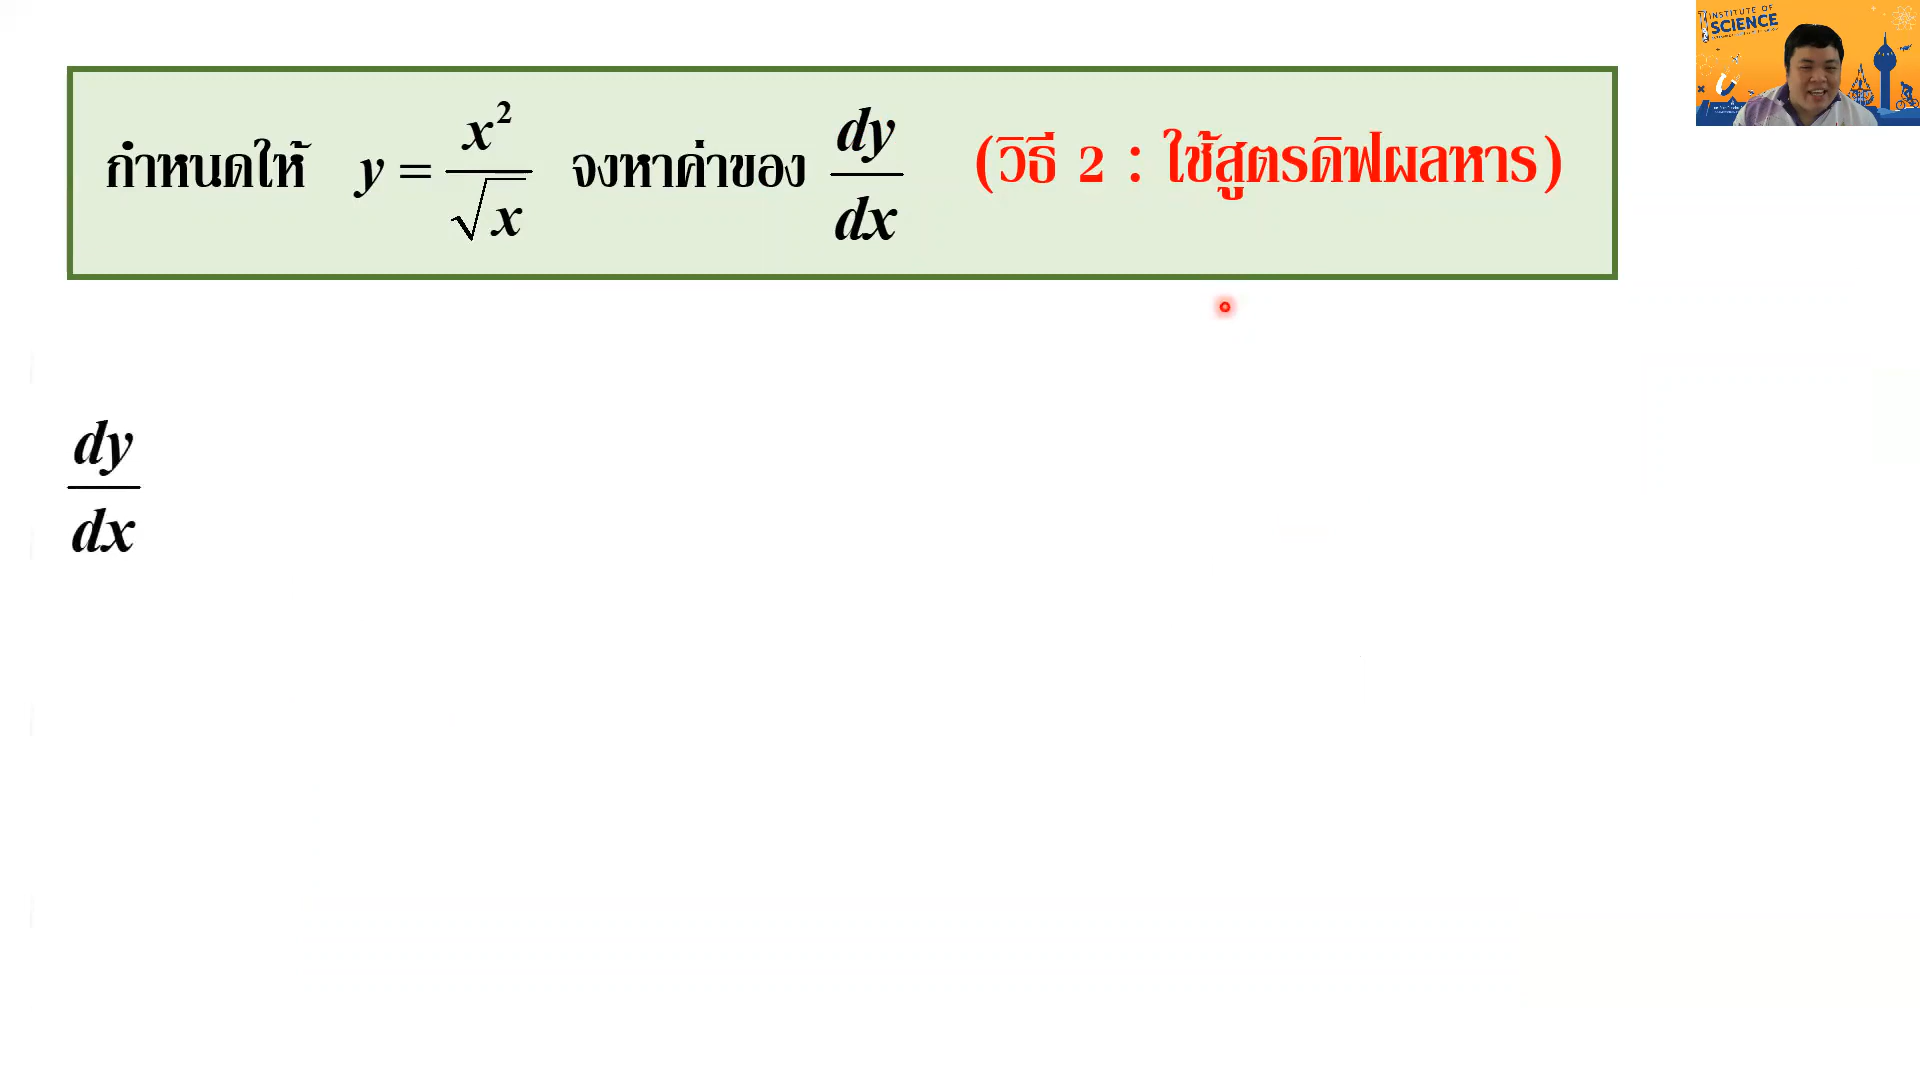 INSTITUTE OF
SCIENCE
กำหนดให้ y = x²/√x จงหาค่าของ dy/dx (วิธี 2 : ใช้สูตรดิฟผลหาร)
dy/dx